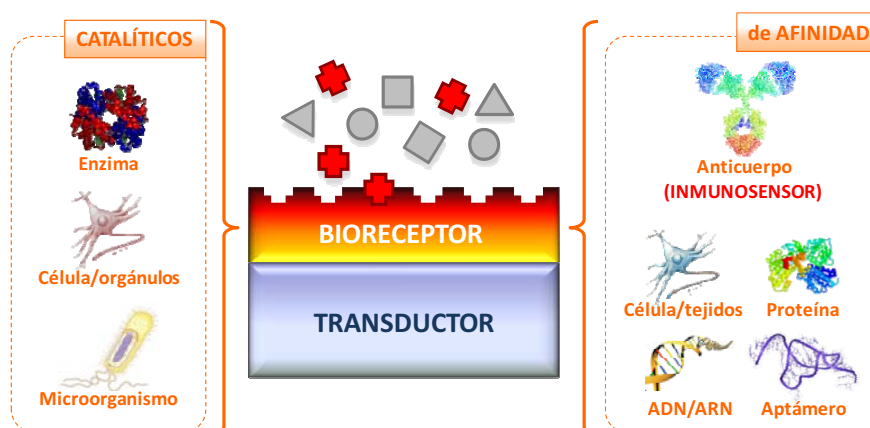 CATALÍTICOS
Enzima
Célula/orgánulos
Microorganismo
BIORECEPTOR
TRANSDUCTOR
de AFINIDAD
Anticuerpo
(INMUNOSENSOR)
Célula/tejidos
Proteína
ADN/ARN
Aptámero